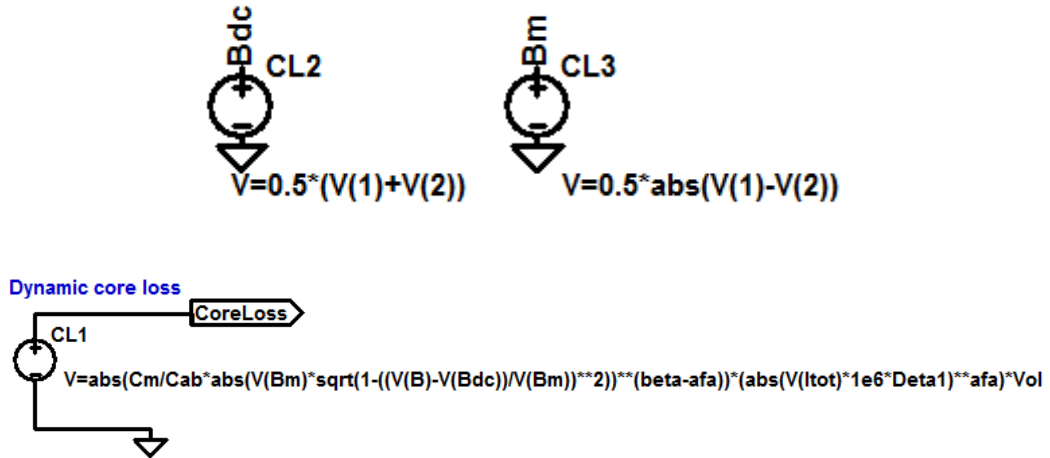 Bdc
CL2
Bm
CL3
V=0.5*(V(1)+V(2))
V=0.5*abs(V(1)-V(2))
Dynamic core loss
CoreLoss
CL1
V=abs(Cm/Cab*abs(V(Bm)*sqrt(1-((V(B)-V(Bdc))/V(Bm))**2))**(beta-afa))*(abs(V(Itot)*1e6*Deta1)**afa)*Vol